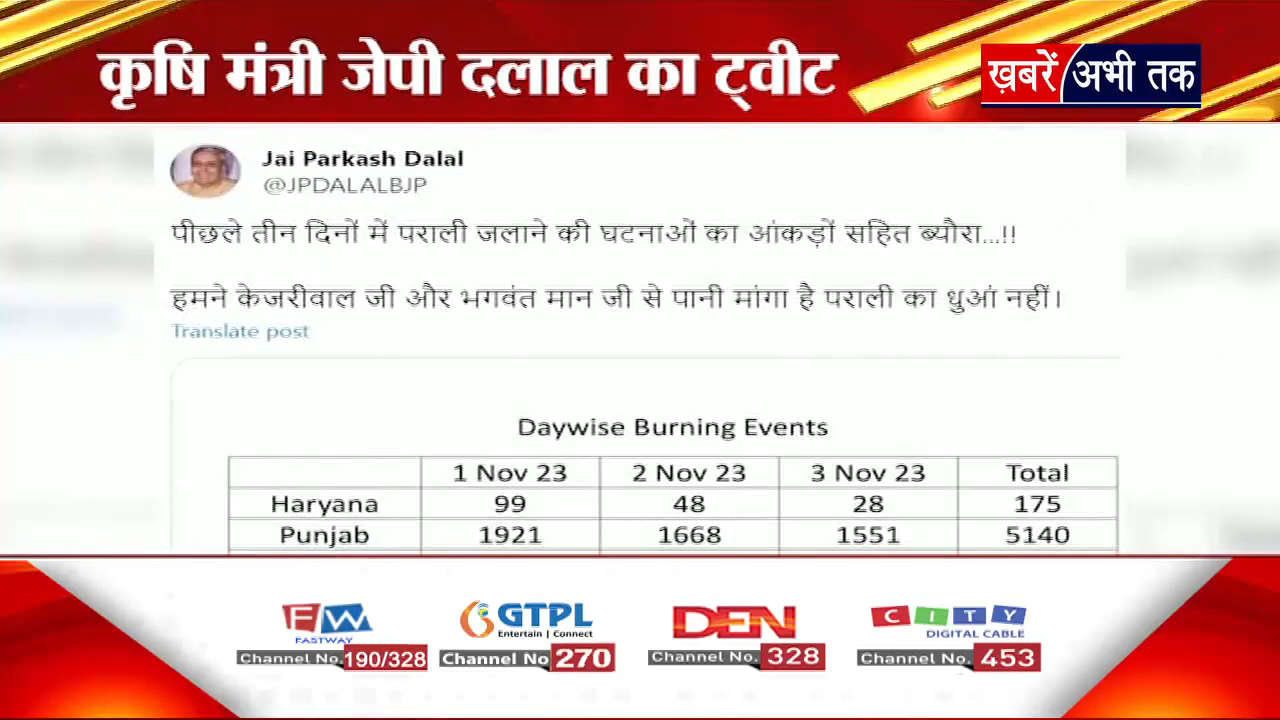 कृषि मंत्री जेपी दलाल का ट्वीट
ख़बरें अभी तक
Jai Parkash Dalal
@JPDALALBJP
पीछले तीन दिनों में पराली जलाने की घटनाओं का आंकड़ों सहित ब्यौरा...!!
हमने केजरीवाल जी और भगवंत मान जी से पानी मांगा है पराली का धुआं नहीं।
Translate post
Daywise Burning Events
1 Nov 23 2 Nov 23 3 Nov 23 Total
Haryana 99 48 28 175
Punjab 1921 1668 1551 5140
FW GTPL DEN CITY
FASTWAY Entertain | Connect DIGITAL CABLE
Channel No. 190/328 Channel No 270 Channel No. 328 Channel No. 453